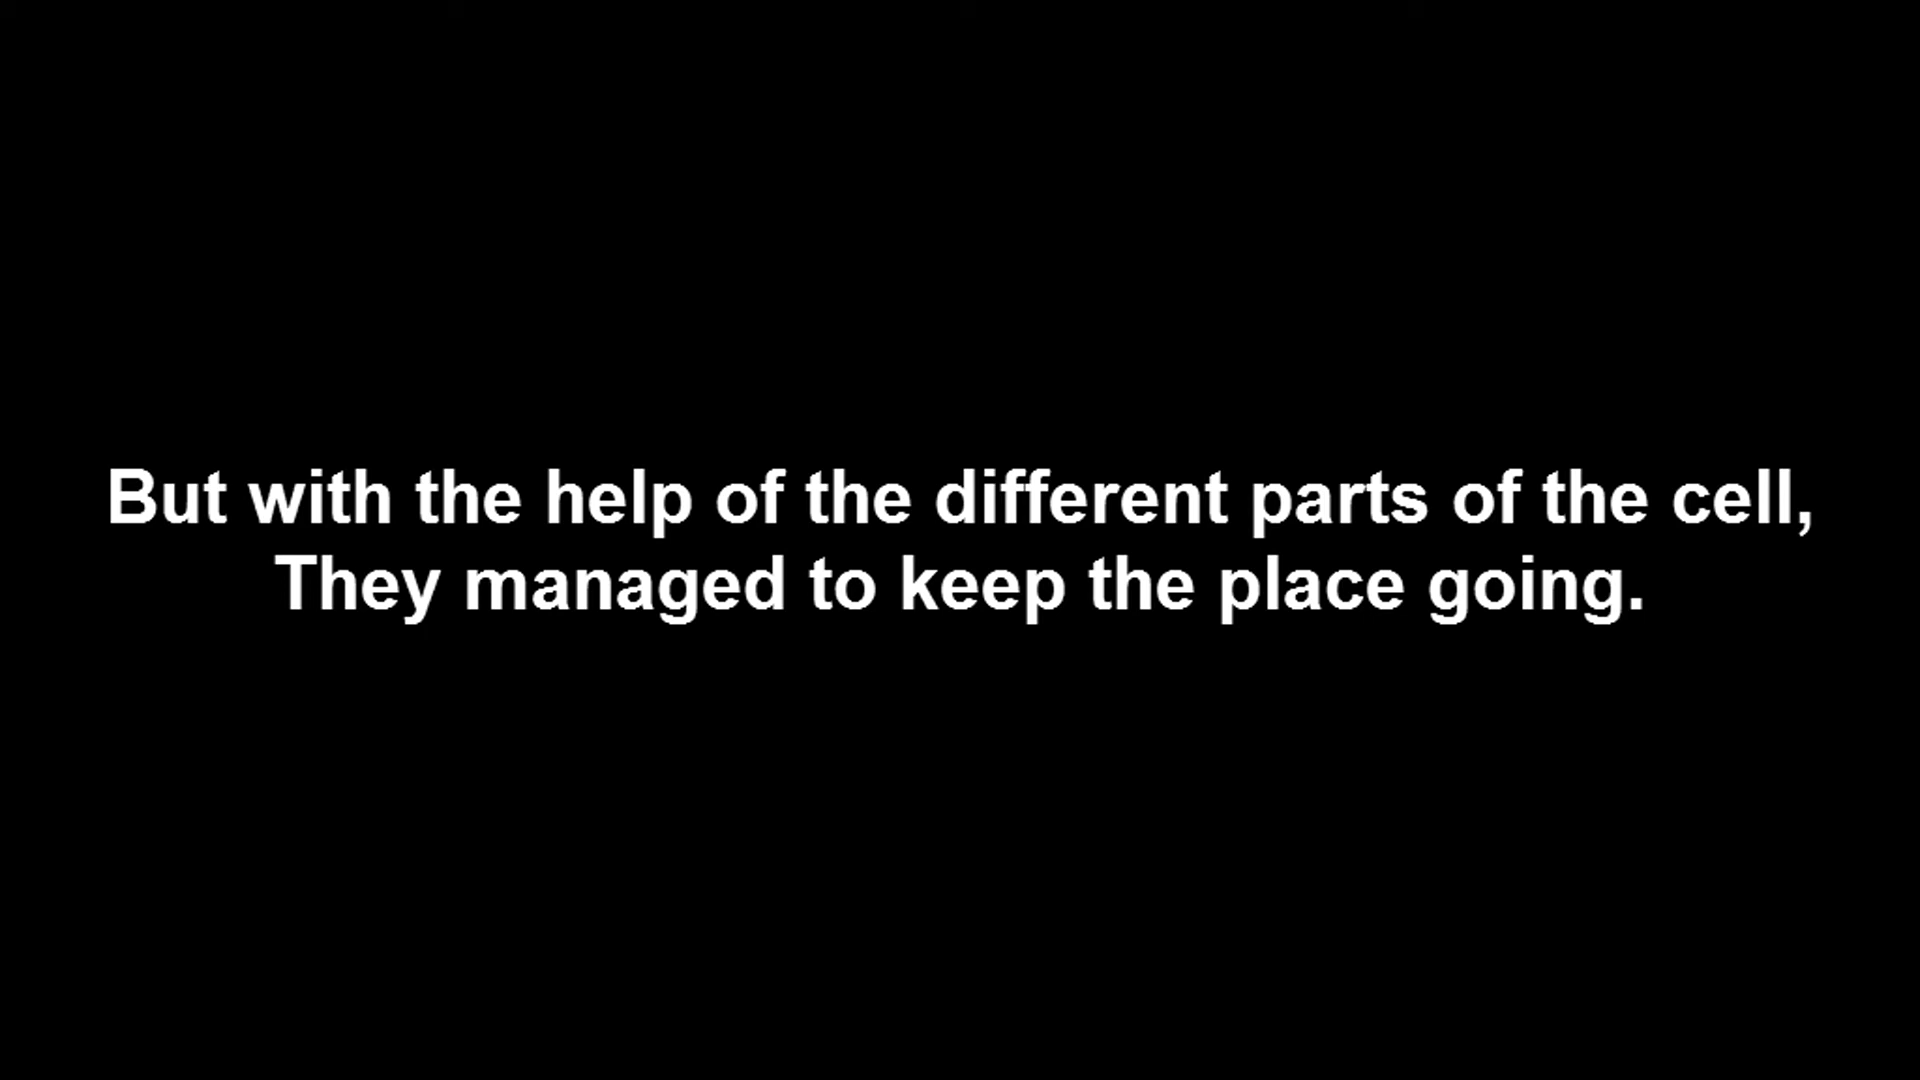 But with the help of the different parts of the cell,
They managed to keep the place going.